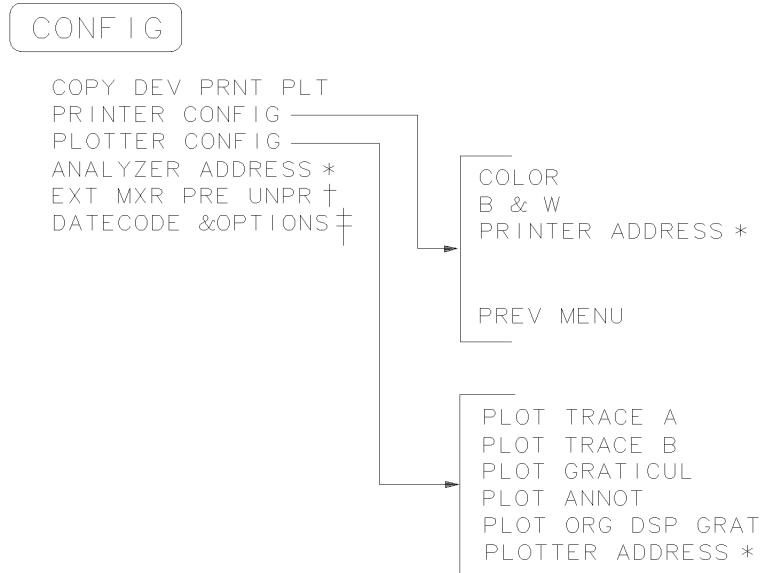 CONFIG
COPY DEV PRNT PLT
PRINTER CONFIG
PLOTTER CONFIG
ANALYZER ADDRESS *
EXT MXR PRE UNPR †
DATECODE &OPTIONS ‡
COLOR
B & W
PRINTER ADDRESS *
PREV MENU
PLOT TRACE A
PLOT TRACE B
PLOT GRATICUL
PLOT ANNOT
PLOT ORG DSP GRAT
PLOTTER ADDRESS *